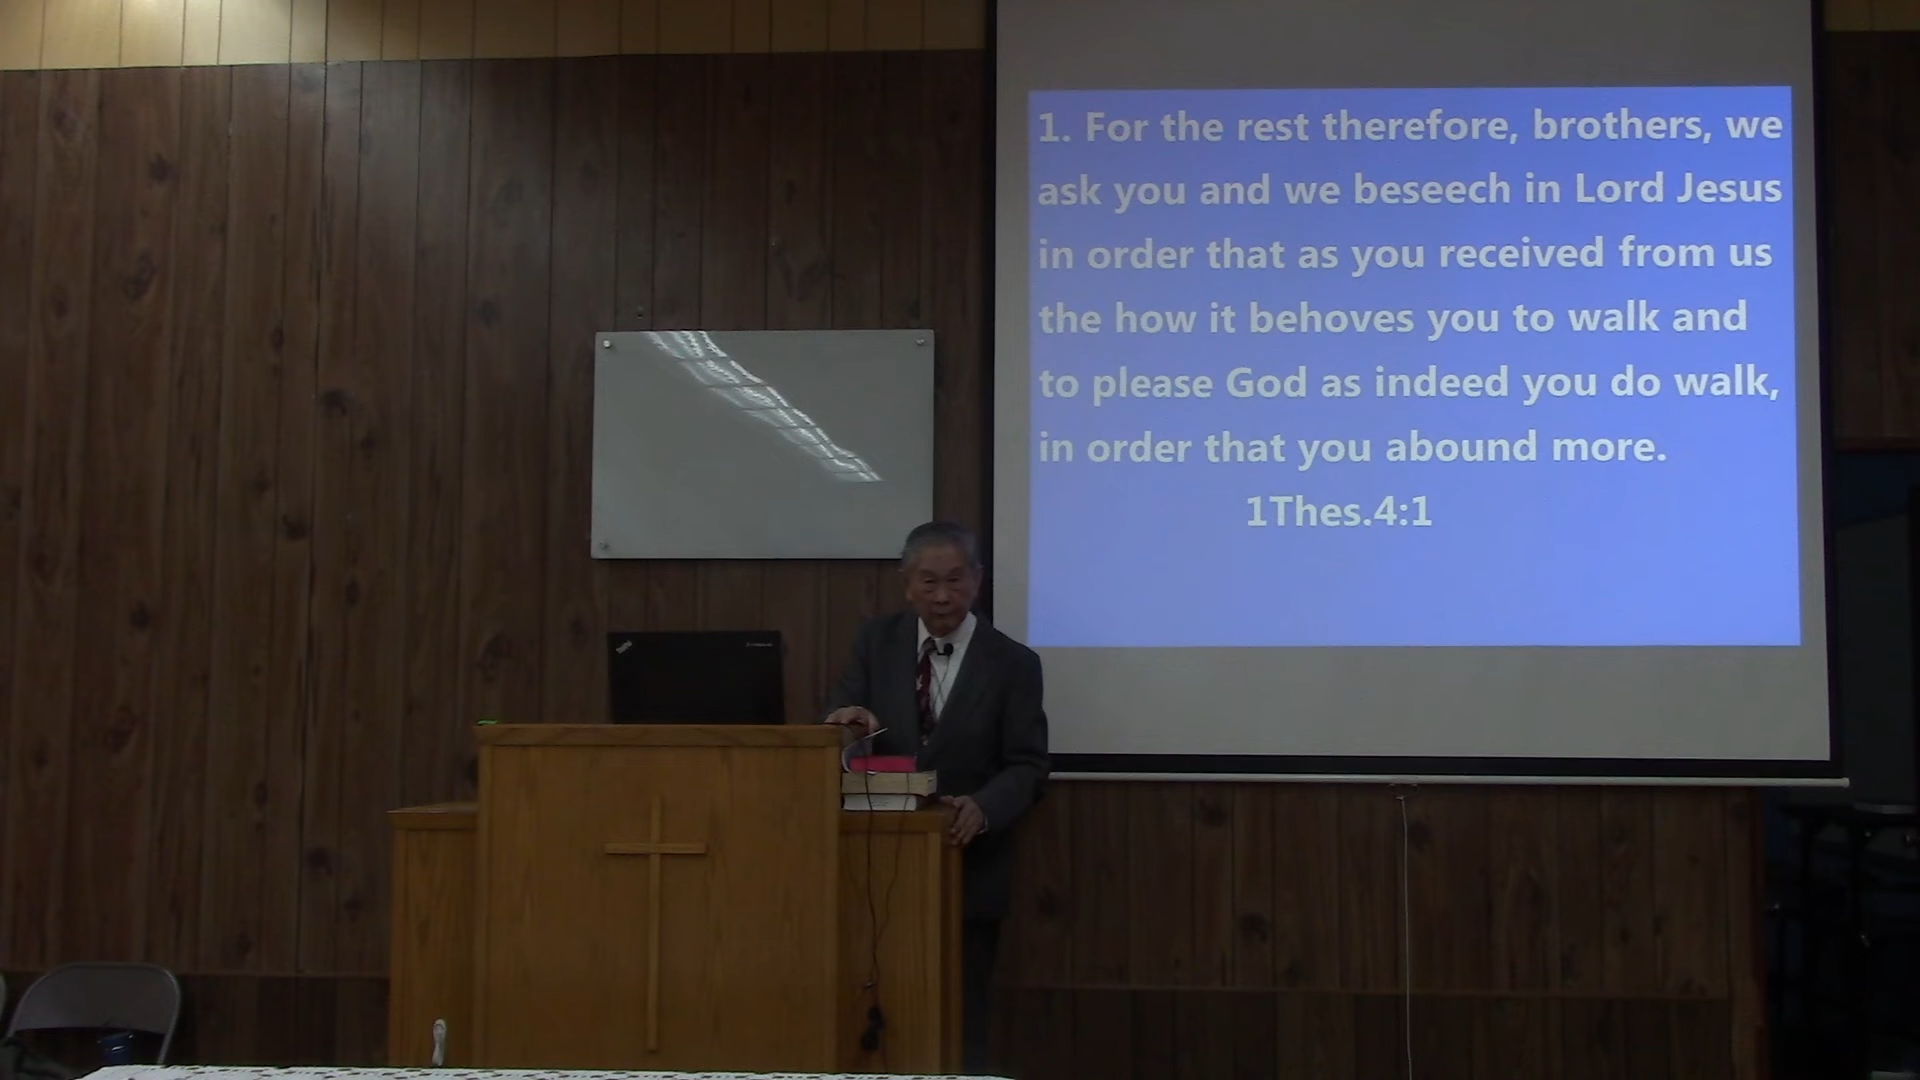 1. For the rest therefore, brothers, we
ask you and we beseech in Lord Jesus
in order that as you received from us
the how it behoves you to walk and
to please God as indeed you do walk,
in order that you abound more.
1Thes.4:1
ThinkPad